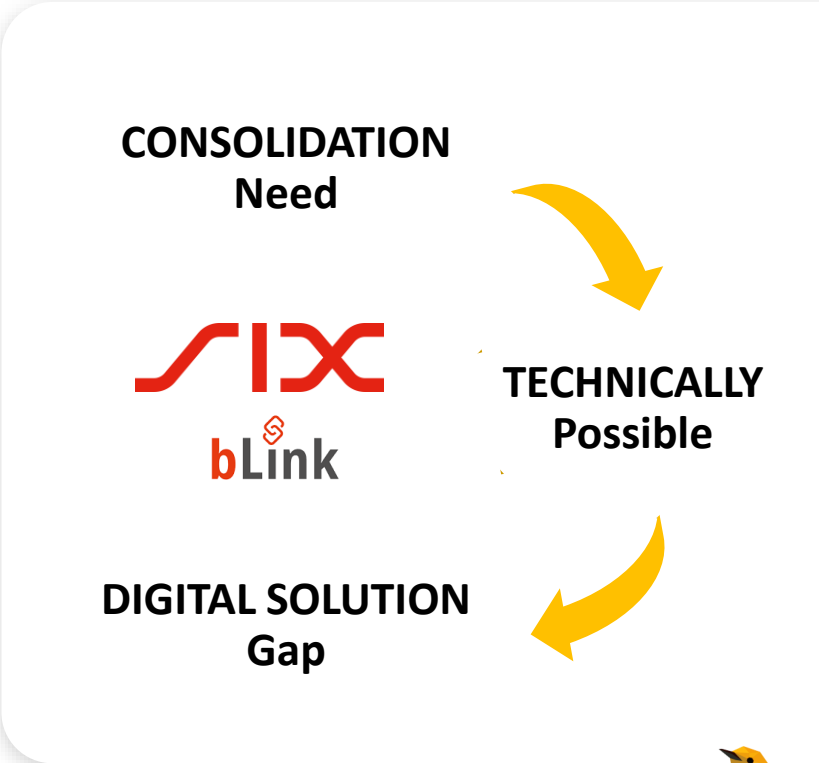 CONSOLIDATION
Need
SIX
bLink
TECHNICALLY
Possible
DIGITAL SOLUTION
Gap